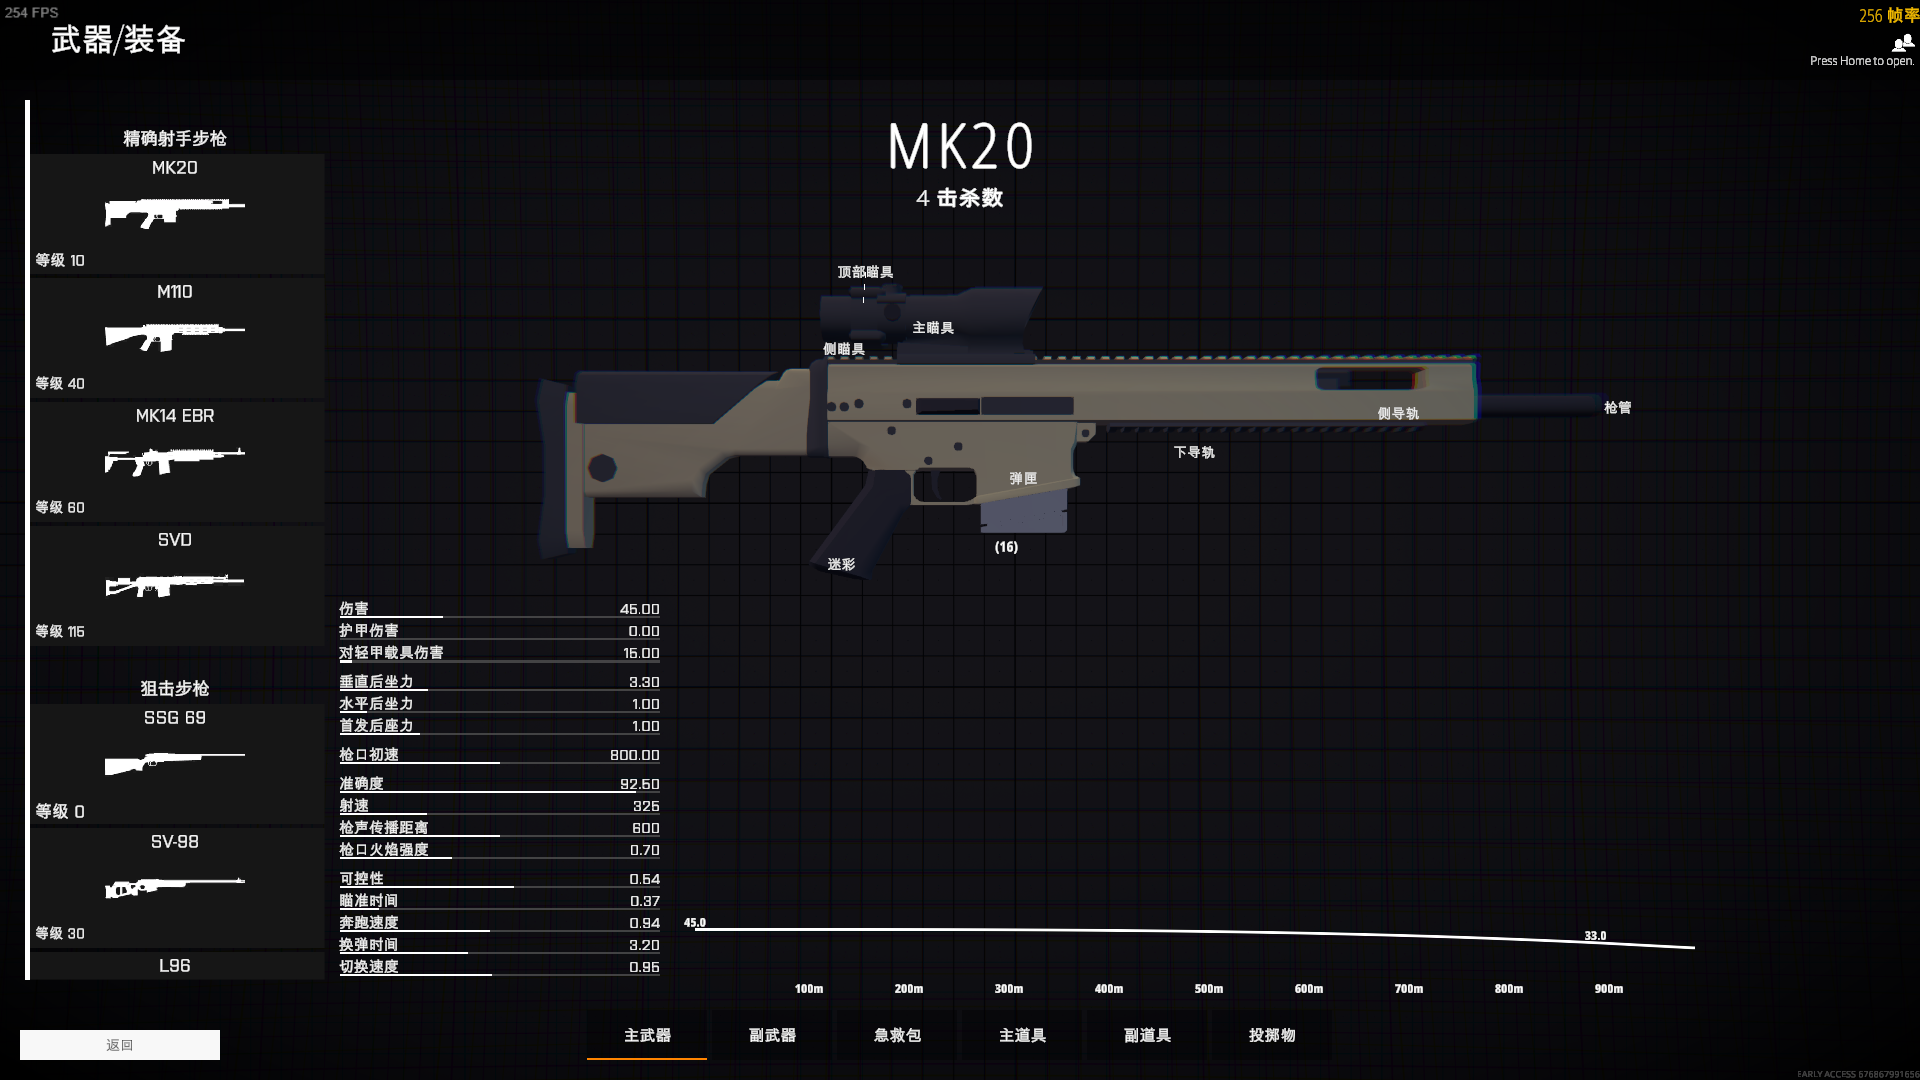 254 FPS
武器/装备
256 帧率
Press Home to open.
精确射手步枪
MK20
等级 10
M110
等级 40
MK14 EBR
等级 60
SVD
等级 115
狙击步枪
SSG 69
等级 0
SV-98
等级 30
L96
返回
MK20
4 击杀数
顶部瞄具
主瞄具
侧瞄具
枪管
侧导轨
下导轨
弹匣
(16)
迷彩
伤害 45.00
护甲伤害 0.00
对轻甲载具伤害 15.00
垂直后坐力 3.30
水平后坐力 1.00
首发后座力 1.00
枪口初速 800.00
准确度 92.50
射速 325
枪声传播距离 600
枪口火焰强度 0.70
可控性 0.54
瞄准时间 0.37
奔跑速度 0.94
换弹时间 3.20
切换速度 0.95
45.0
33.0
100m 200m 300m 400m 500m 600m 700m 800m 900m
主武器 副武器 急救包 主道具 副道具 投掷物
EARLY ACCESS 676867991656